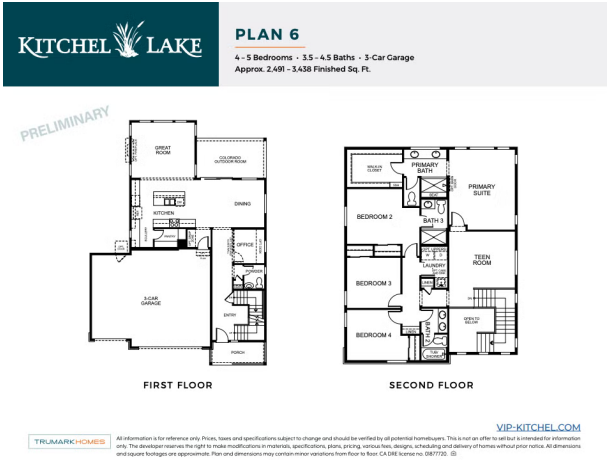 KITCHEL LAKE
PLAN 6
4 – 5 Bedrooms • 3.5 – 4.5 Baths • 3-Car Garage
Approx. 2,491 – 3,438 Finished Sq. Ft.
PRELIMINARY
GREAT
ROOM
COLORADO
OUTDOOR ROOM
KITCHEN
DINING
PANTRY
OFFICE
POWDER
3-CAR
GARAGE
ENTRY
PORCH
FIRST FLOOR
WALK-IN
CLOSET
PRIMARY
BATH
SEAT
PRIMARY
SUITE
BEDROOM 2
BATH 3
W
D
LAUNDRY
TEEN
ROOM
LINEN
BEDROOM 3
OPEN TO
BELOW
DN
BATH 2
BEDROOM 4
LINEN
TUB/
SHOWER
SECOND FLOOR
VIP-KITCHEL.COM
TRUMARK HOMES
All information is for reference only. Prices, taxes and specifications subject to change and should be verified by all potential homebuyers. This is not an offer to sell but is intended for information
only. The developer reserves the right to make modifications in materials, specifications, plans, pricing, various fees, designs, scheduling and delivery of homes without prior notice. All dimensions
and square footages are approximate. Plan and dimensions may contain minor variations from floor to floor. CA DRE license no. 01877720.